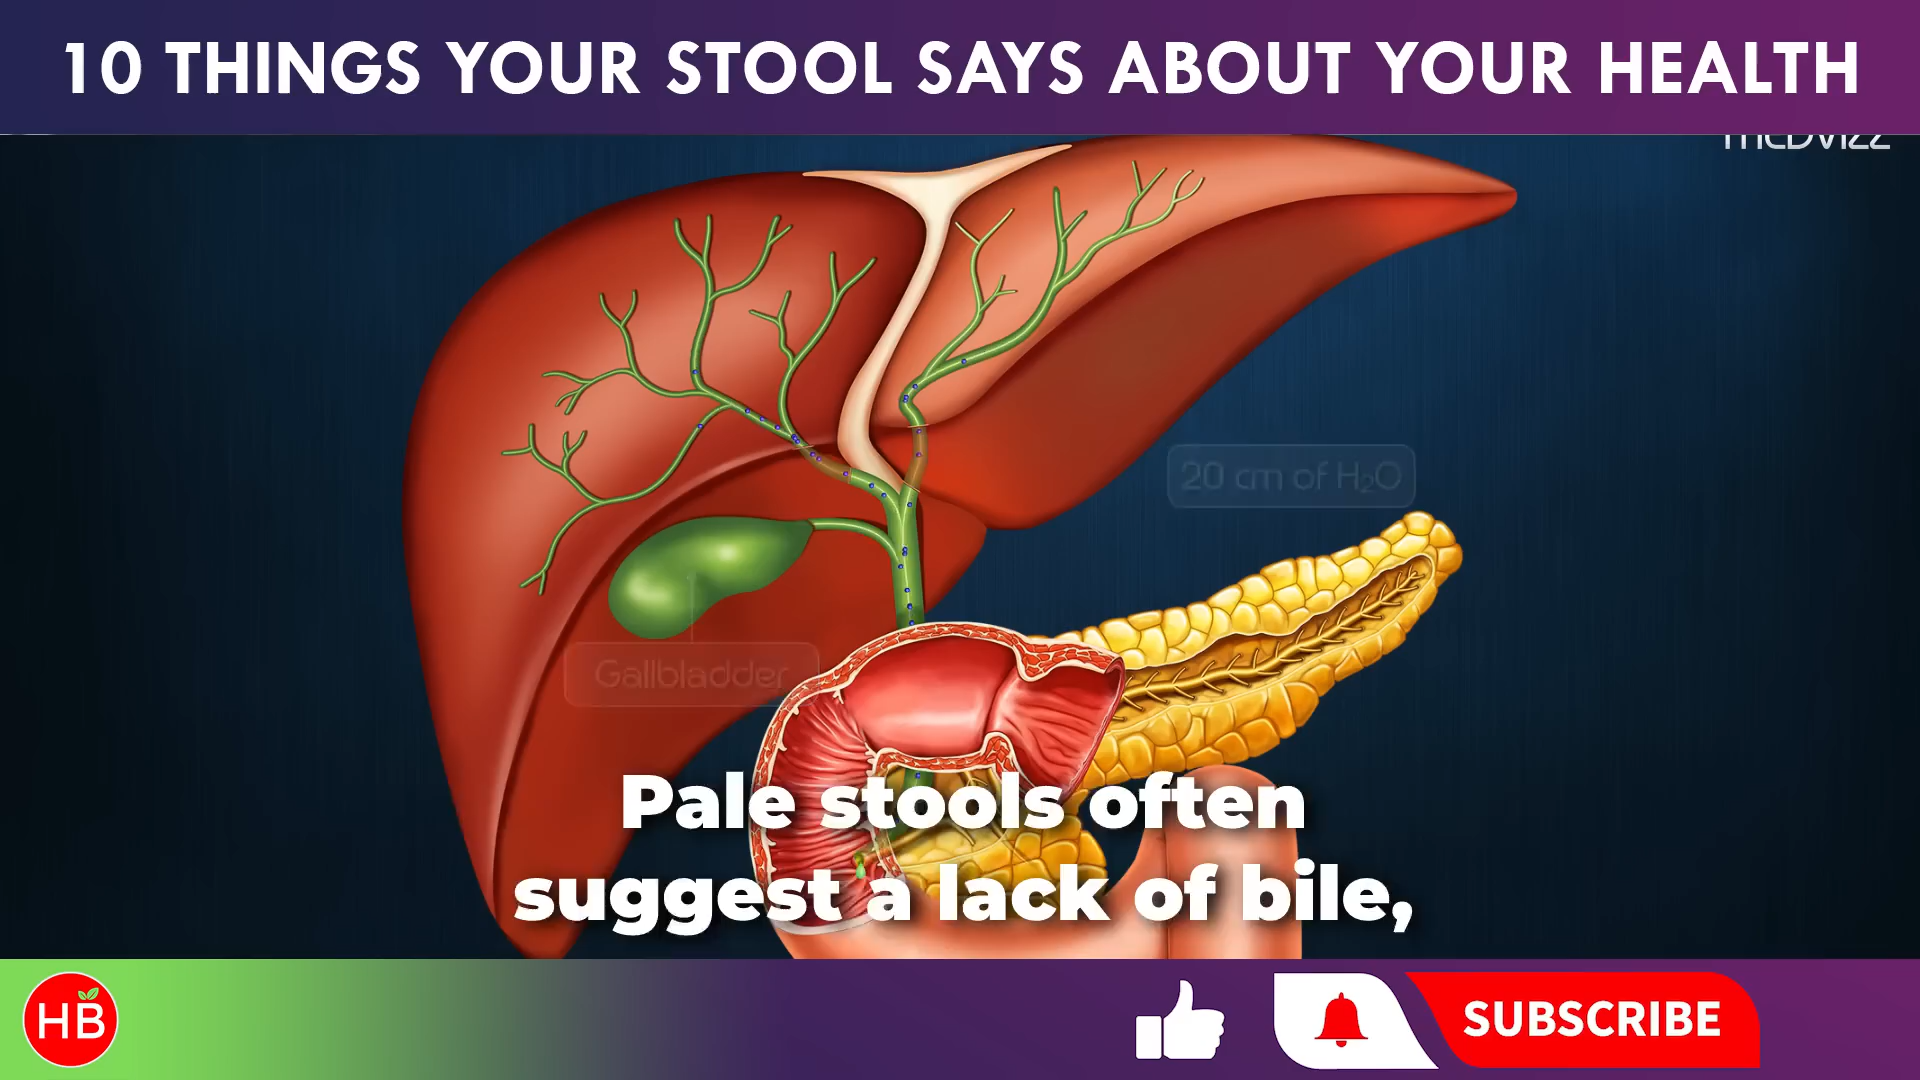 10 THINGS YOUR STOOL SAYS ABOUT YOUR HEALTH
MEDVIZZ
20 cm of H₂O
Gallbladder
Pale stools often
suggest a lack of bile,
HB
SUBSCRIBE